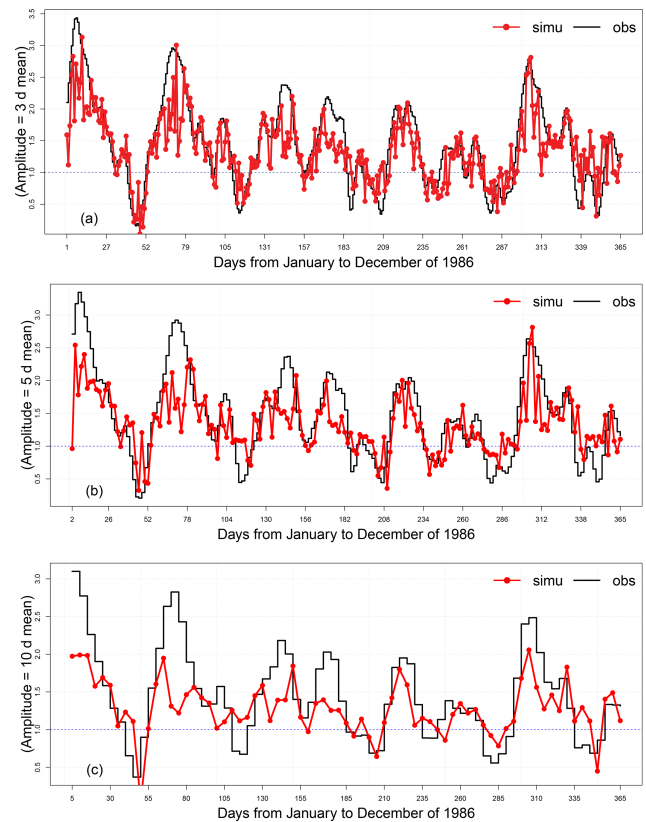 (Amplitude = 3 d mean)
3.5
3.0
2.5
2.0
1.5
1.0
0.5
simu obs
(a)
1 27 52 79 105 131 157 183 209 235 261 287 313 339 365
Days from January to December of 1986
(Amplitude = 5 d mean)
3.0
2.5
2.0
1.5
1.0
0.5
simu obs
(b)
2 26 52 78 104 130 156 182 208 234 260 286 312 338 365
Days from January to December of 1986
(Amplitude = 10 d mean)
3.0
2.5
2.0
1.5
1.0
0.5
simu obs
(c)
5 30 55 80 105 130 155 180 205 230 260 285 310 335 365
Days from January to December of 1986